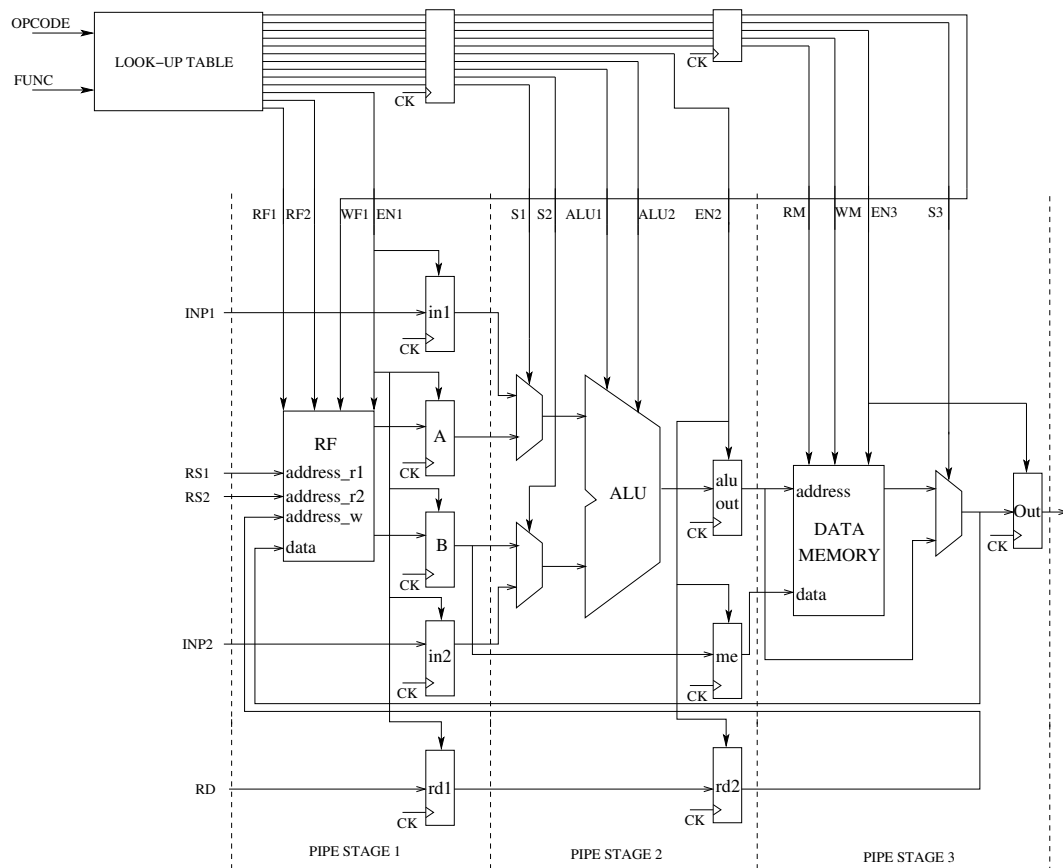 OPCODE
LOOK-UP TABLE
FUNC
CK
CK
RF1 RF2 WF1 EN1 S1 S2 ALU1 ALU2 EN2 RM WM EN3 S3
INP1
in1
CK
A
CK
RF
RS1
address_r1
RS2
address_r2
address_w
data
B
CK
ALU
alu
out
CK
address
DATA
MEMORY
data
Out
CK
INP2
in2
CK
me
CK
RD
rd1
CK
rd2
CK
PIPE STAGE 1
PIPE STAGE 2
PIPE STAGE 3